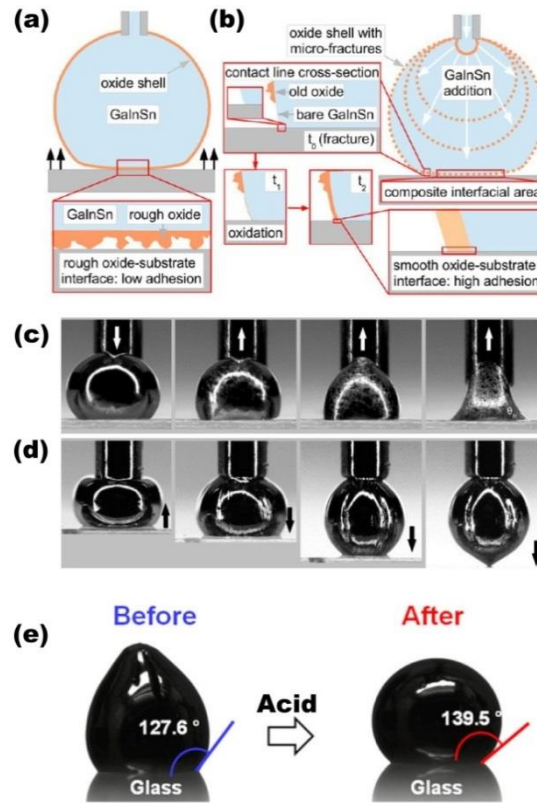 (a)
oxide shell
GaInSn
GaInSn
rough oxide
rough oxide-substrate
interface: low adhesion
(b)
oxide shell with
micro-fractures
contact line cross-section
GaInSn
addition
old oxide
bare GaInSn
t₀ (fracture)
t₁
t₂
composite interfacial area
oxidation
smooth oxide-substrate
interface: high adhesion
(c)
θ
(d)
(e)
Before
After
127.6 °
Acid
139.5 °
Glass
Glass